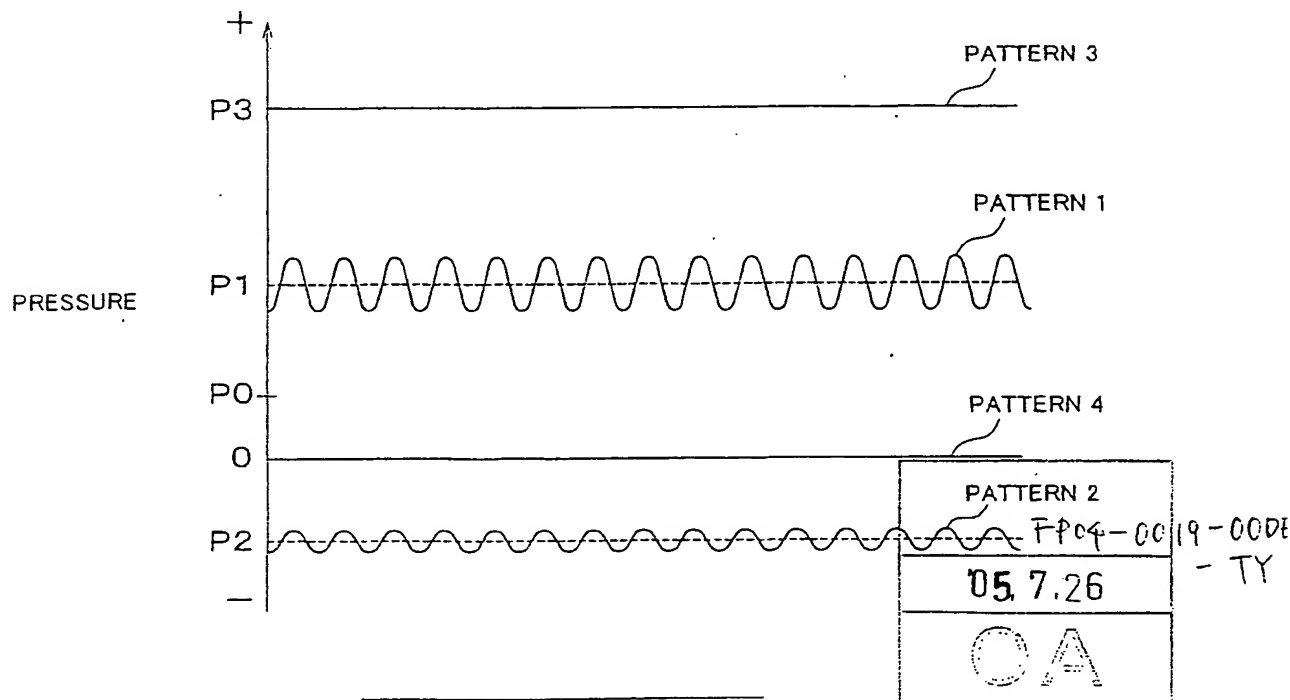 +
PATTERN 3
P3
PATTERN 1
P1
PRESSURE
P0
PATTERN 4
0
PATTERN 2
P2
FP04-0019-00DE
- TY
'05. 7.26
—
OA